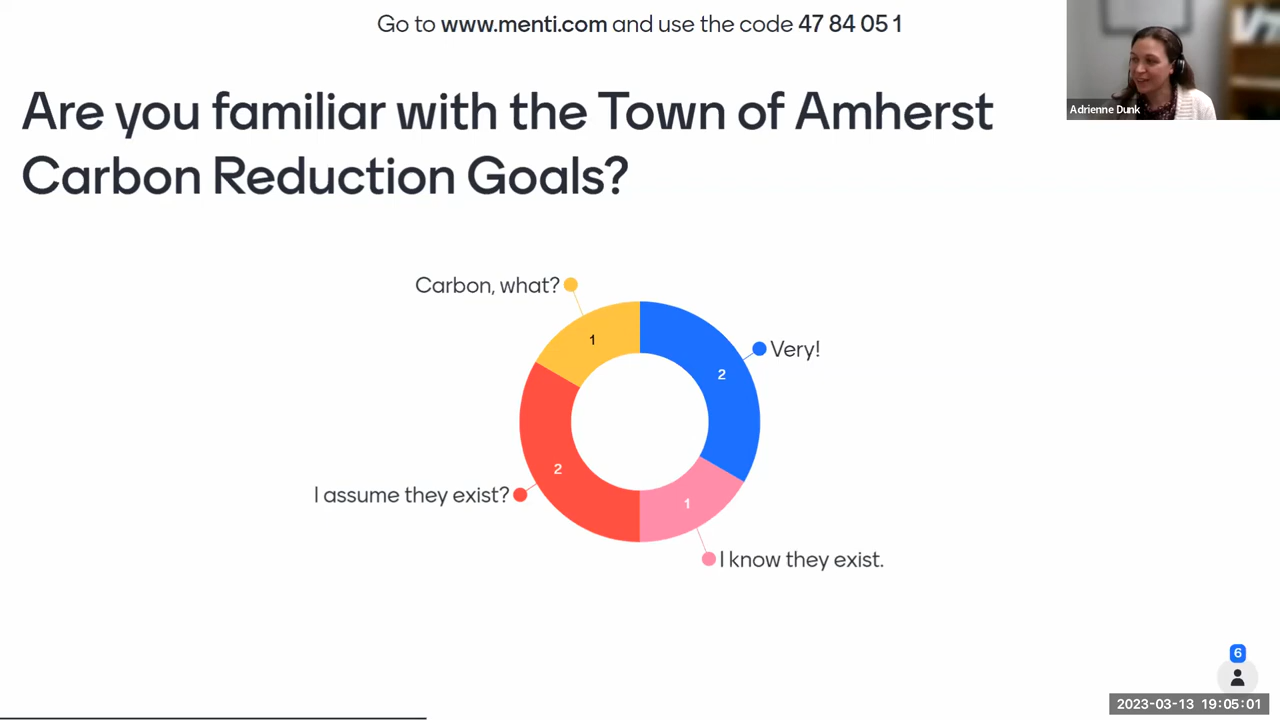 Go to www.menti.com and use the code 47 84 05 1
Adrienne Dunk
Are you familiar with the Town of Amherst
Carbon Reduction Goals?
Carbon, what?
1
Very!
2
2
I assume they exist?
1
I know they exist.
6
2023-03-13 19:05:01